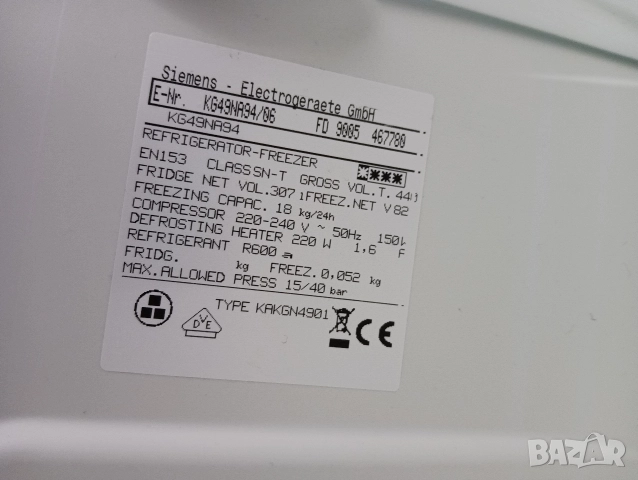 Siemens - Electrogeraete GmbH
E-Nr. KG49NA94/06 FD 9005 467780
KG49NA94
REFRIGERATOR-FREEZER
EN153 CLASS SN-T GROSS VOL.T.
FRIDGE NET VOL.307 l FREEZ.NET V 82
FREEZING CAPAC. 18 kg/24h
COMPRESSOR 220-240 V ~ 50Hz
DEFROSTING HEATER 220 W 1,6
REFRIGERANT R600 a
FRIDG. kg FREEZ.0,052 kg
MAX.ALLOWED PRESS 15/40 bar
DVE TYPE KAKGN4901 CE
BAZAR